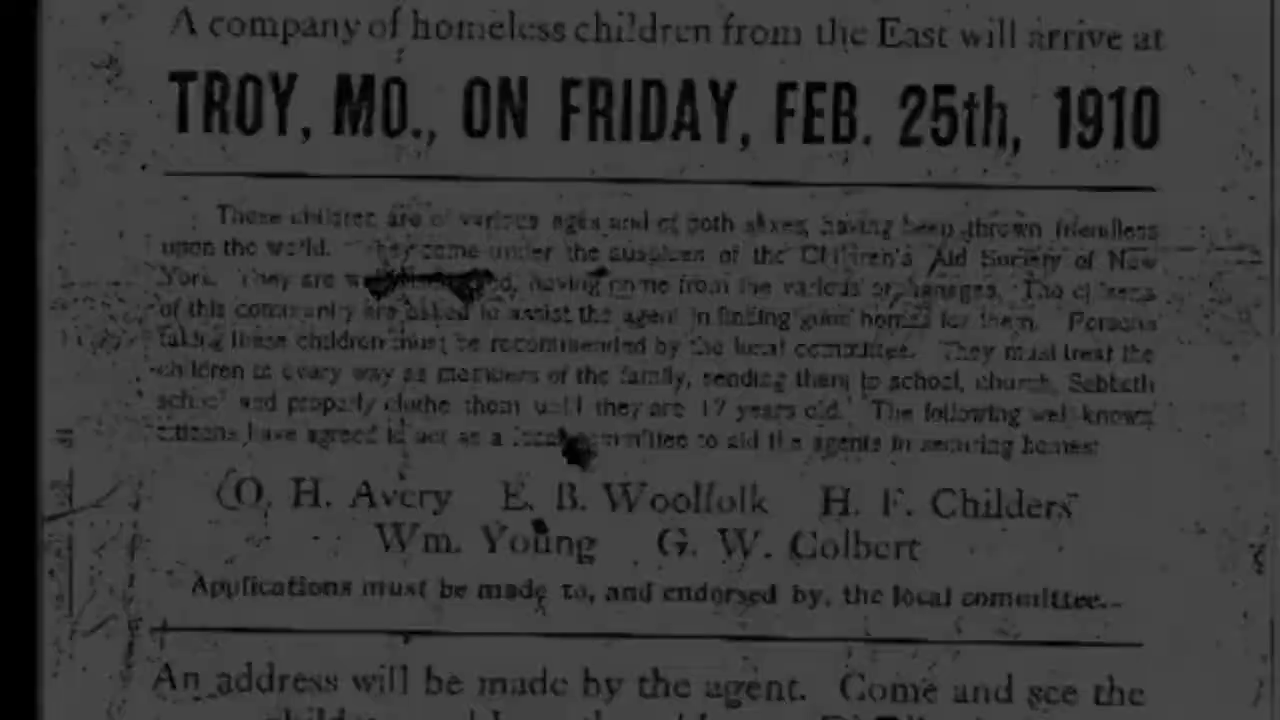 A company of homeless children from the East will arrive at
TROY, MO., ON FRIDAY, FEB. 25th, 1910
These children are of various ages and of both sexes, having been thrown friendless
upon the world. They come under the auspices of the Children's Aid Society of New
York. They are well having come from the various orphanages. The citizens
of this community are asked to assist the agent in finding good homes for them. Persons
taking these children must be recommended by the local committee. They must treat the
children in every way as members of the family, sending them to school, church, Sabbath
school and properly clothe them until they are 17 years old. The following well known
citizens have agreed to act as a local committee to aid the agents in securing homes:
O. H. Avery E. B. Woolfolk H. F. Childers
Wm. Young G. W. Colbert
Applications must be made to, and endorsed by, the local committee.
An address will be made by the agent. Come and see the
children